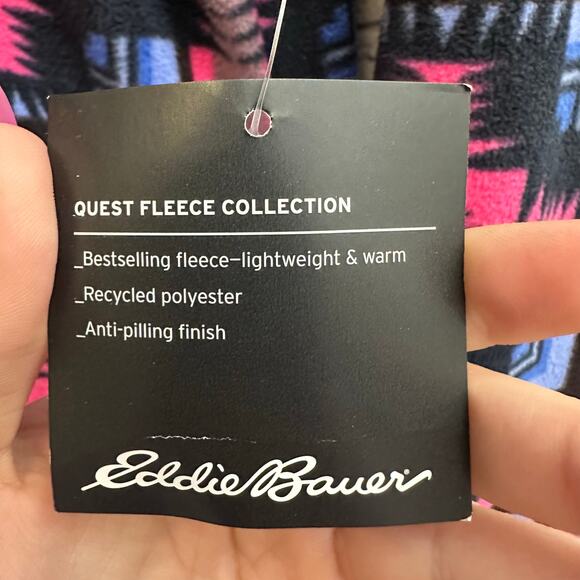 QUEST FLEECE COLLECTION
_Bestselling fleece—lightweight & warm
_Recycled polyester
_Anti-pilling finish
Eddie Bauer